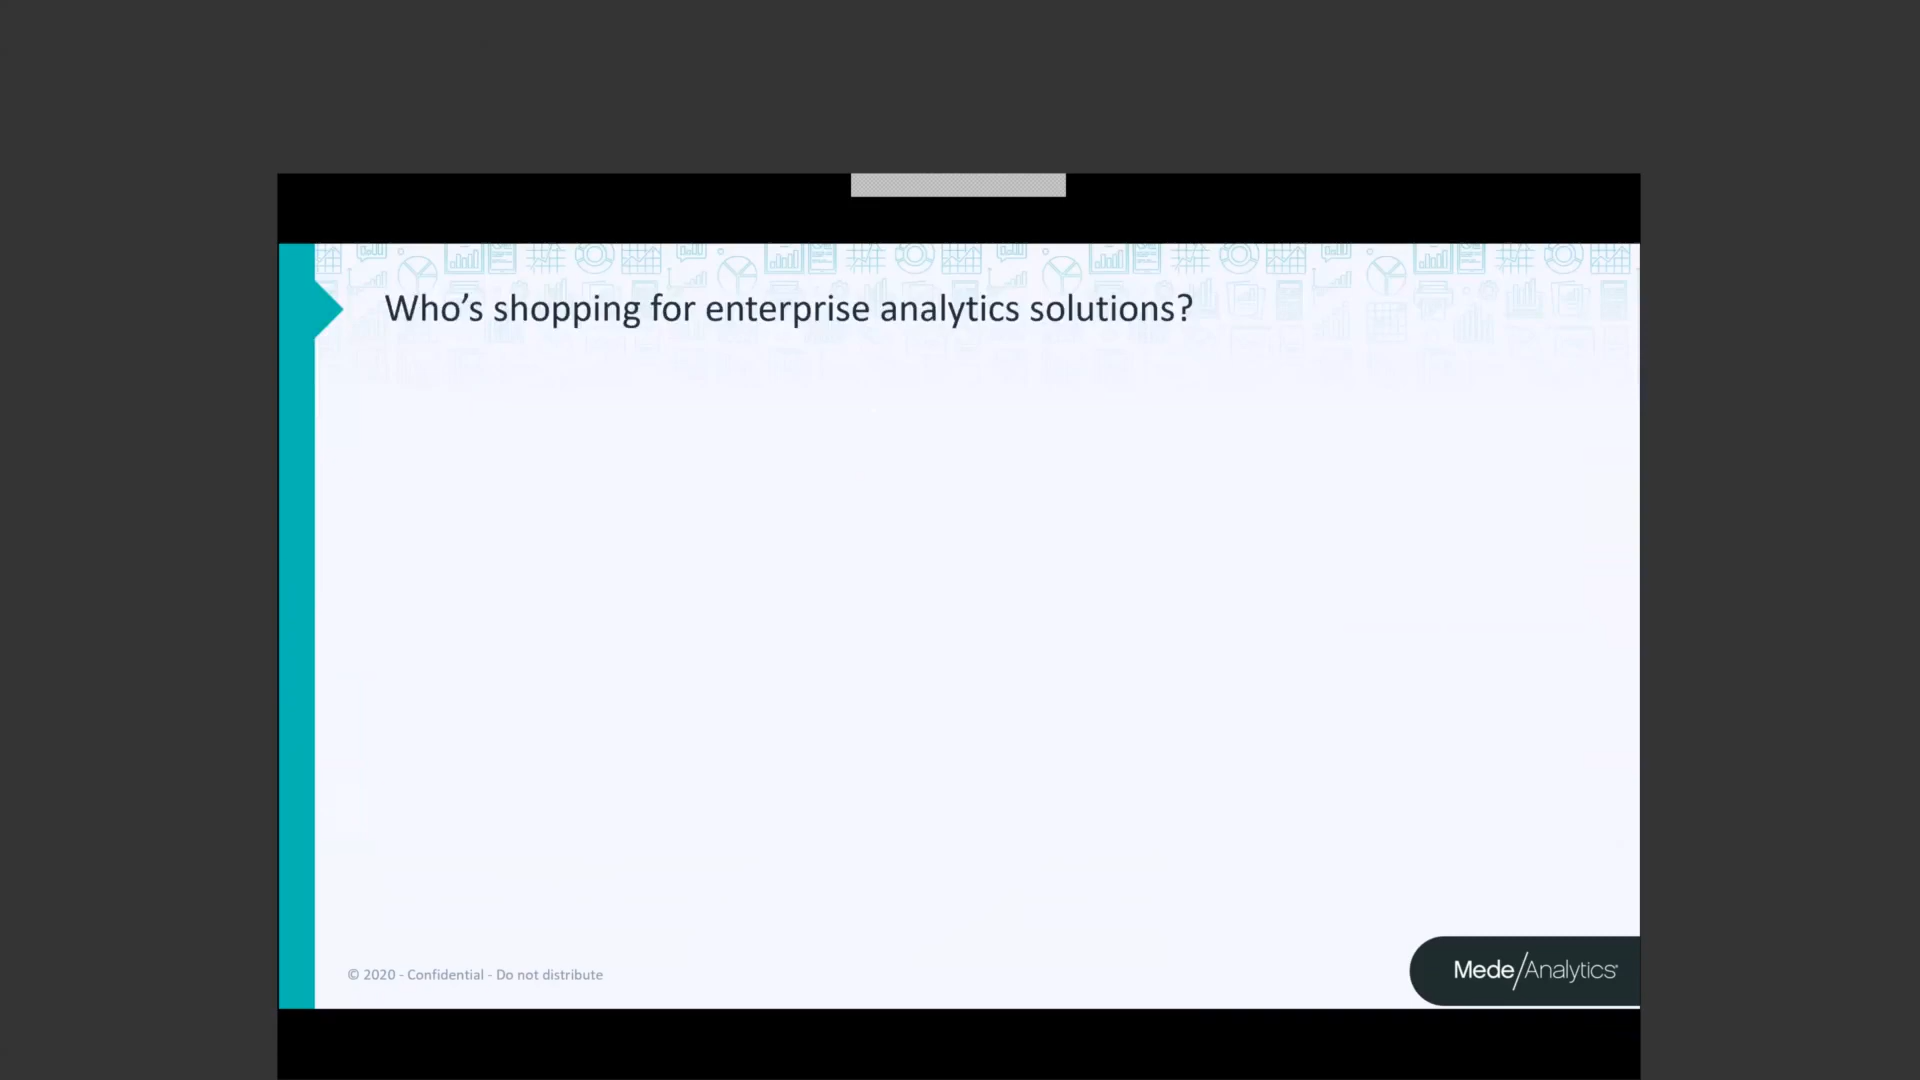 Who's shopping for enterprise analytics solutions?
© 2020 - Confidential - Do not distribute
Mede/Analytics